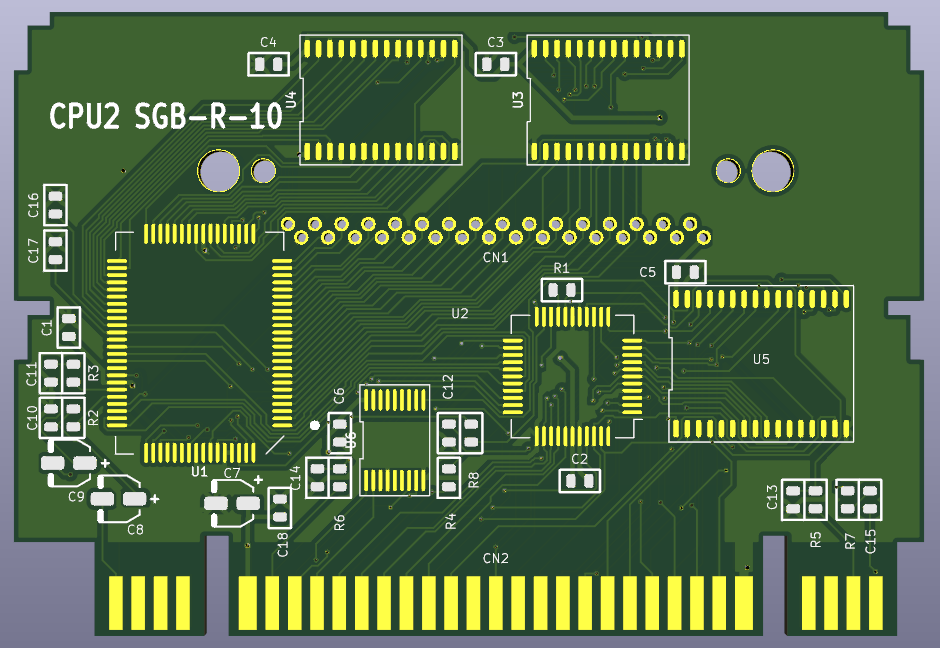 C4
C3
U4
U3
CPU2 SGB-R-10
C16
C17
CN1
R1
C5
C1
U2
U5
C11
R3
C6
C12
C10
R2
U6
+
U1
C7
+
C14
R8
C2
C9
+
C8
C13
R6
R4
C18
R5
R7
C15
CN2